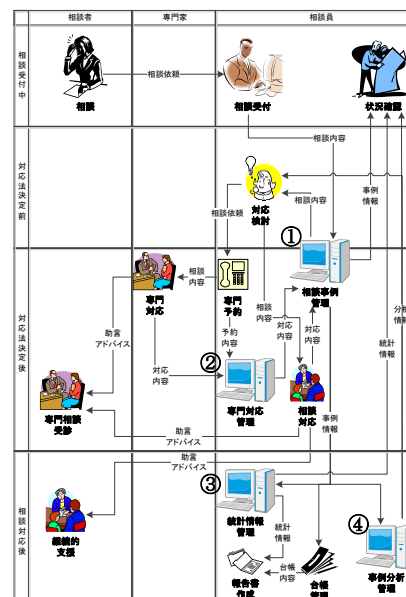 相談者
専門家
相談員
相談受付中
相談
相談依頼
相談受付
状況確認
相談内容
対応法決定前
対応
検討
相談依頼
相談内容
事例
情報
①
相談事例
管理
対応法決定後
専門
対応
相談
内容
専門
予約
相談
内容
助言
アドバイス
予約
内容
対応
内容
対応
内容
統計
情報
②
対応
内容
専門対応
管理
相談
対応
事例
情報
専門相談
受診
助言
アドバイス
助言
アドバイス
相談対応後
継続的
支援
③
統計情報
管理
統計
情報
④
報告書
作成
台帳
内容
台帳
管理
事例分析
管理